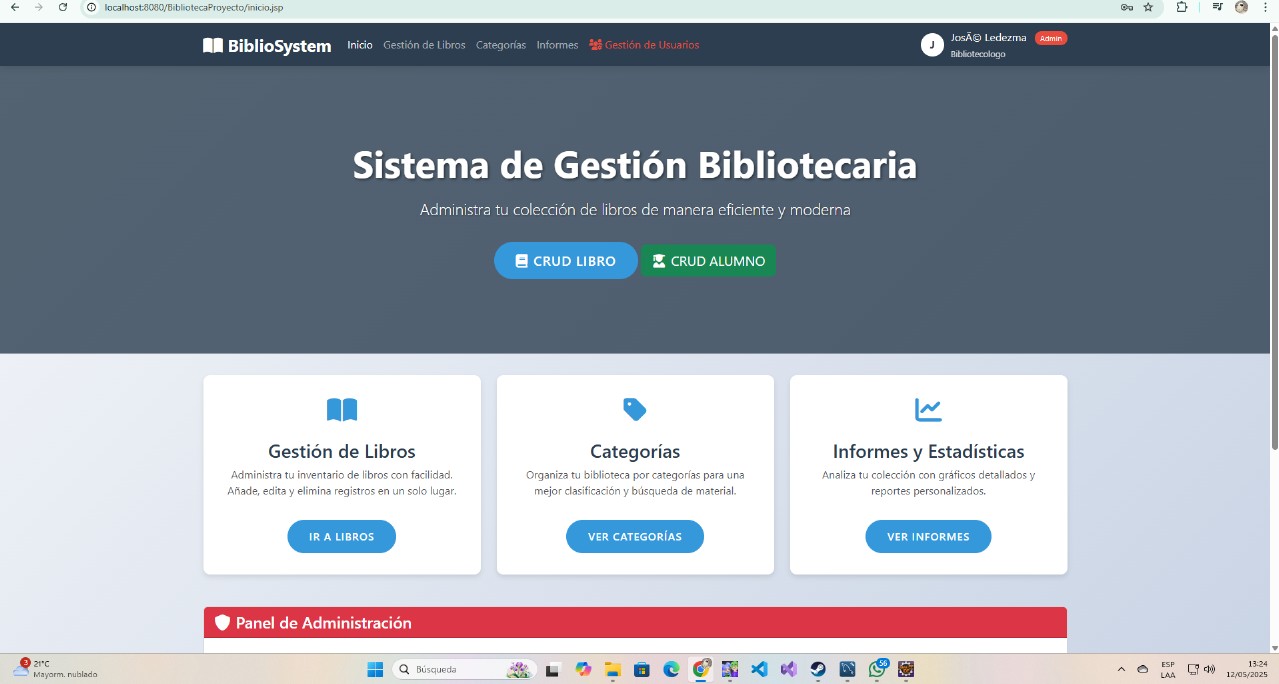 localhost:8080/BibliotecaProyecto/inicio.jsp
BiblioSystem Inicio Gestión de Libros Categorías Informes Gestión de Usuarios
J José Ledezma Admin
Bibliotecologo
Sistema de Gestión Bibliotecaria
Administra tu colección de libros de manera eficiente y moderna
CRUD LIBRO CRUD ALUMNO
Gestión de Libros
Administra tu inventario de libros con facilidad.
Añade, edita y elimina registros en un solo lugar.
IR A LIBROS
Categorías
Organiza tu biblioteca por categorías para una
mejor clasificación y búsqueda de material.
VER CATEGORÍAS
Informes y Estadísticas
Analiza tu colección con gráficos detallados y
reportes personalizados.
VER INFORMES
Panel de Administración
3
21°C
Mayorm. nublado
Búsqueda
56
ESP
LAA
13:24
12/05/2025